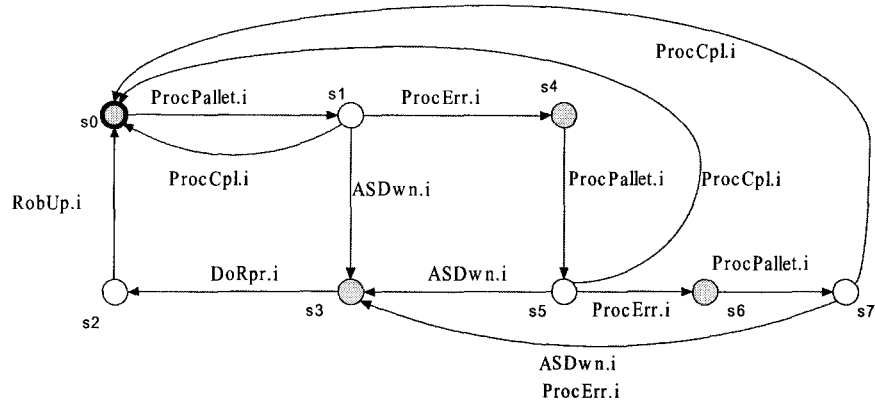 ProcCpl.i
s1
s4
ProcPallet.i
ProcErr.i
s0
ProcCpl.i
ASDwn.i
ProcPallet.i
ProcCpl.i
RobUp.i
DoRpr.i
ASDwn.i
ProcPallet.i
s2
s3
s5
ProcErr.i
s6
s7
ASDwn.i
ProcErr.i